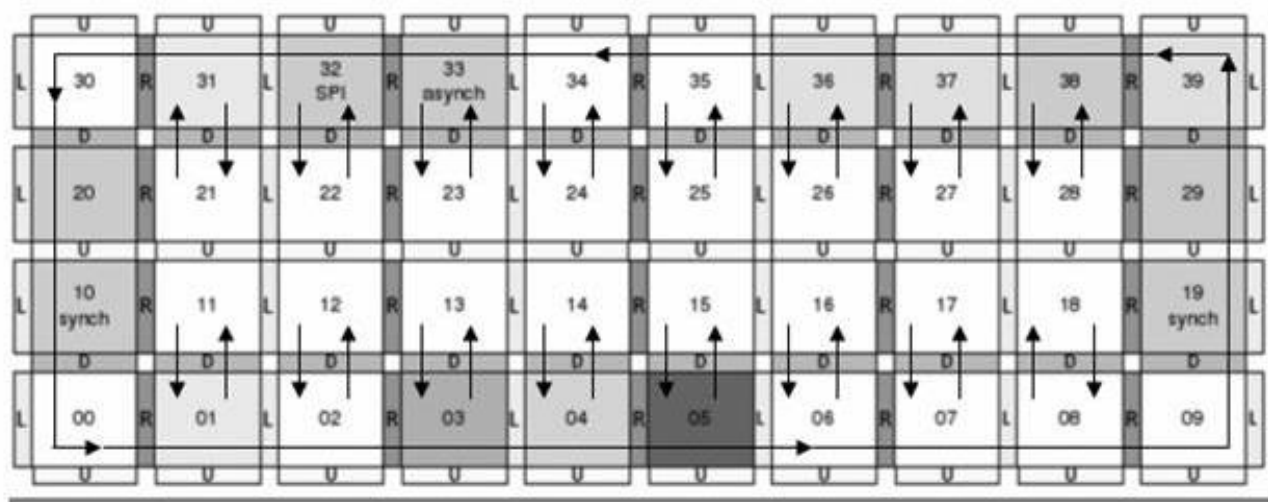 U U U U U U U U U U
L 30 R 31 L 32 R 33 L 34 R 35 L 36 R 37 L 38 R 39 L
SPI asynch
D D D D D D D D D D
L 20 R 21 L 22 R 23 L 24 R 25 L 26 R 27 L 28 R 29 L
U U U U U U U U U U
L 10 R 11 L 12 R 13 L 14 R 15 L 16 R 17 L 18 R 19 L
synch synch
D D D D D D D D D D
L 00 R 01 L 02 R 03 L 04 R 05 L 06 R 07 L 08 R 09 L
U U U U U U U U U U